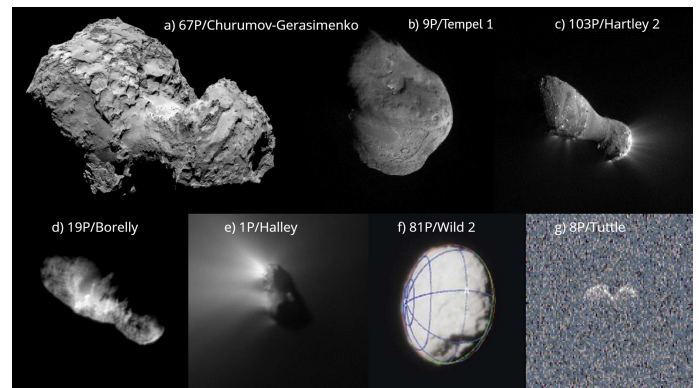 a) 67P/Churumov-Gerasimenko
b) 9P/Tempel 1
c) 103P/Hartley 2
d) 19P/Borelly
e) 1P/Halley
f) 81P/Wild 2
g) 8P/Tuttle